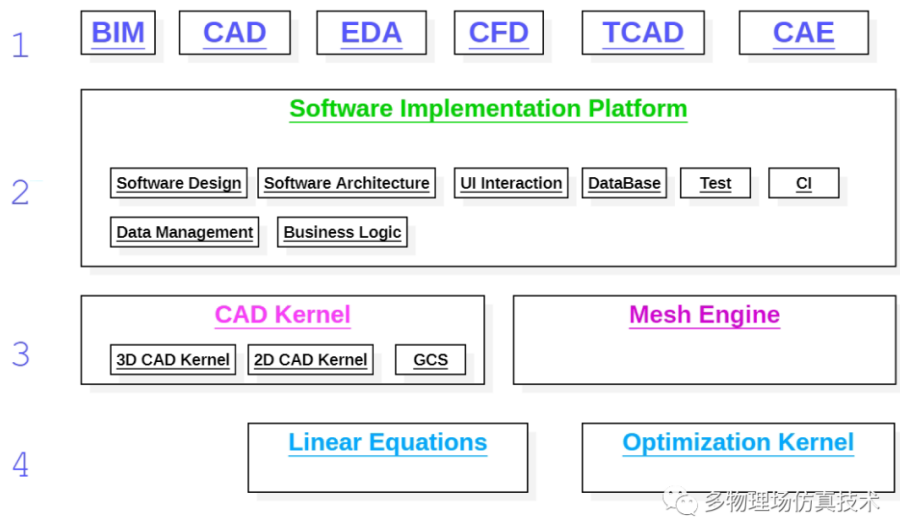 1 BIM CAD EDA CFD TCAD CAE
Software Implementation Platform
2 Software Design Software Architecture UI Interaction DataBase Test CI
Data Management Business Logic
CAD Kernel Mesh Engine
3 3D CAD Kernel 2D CAD Kernel GCS
Linear Equations Optimization Kernel
4
多物理场仿真技术